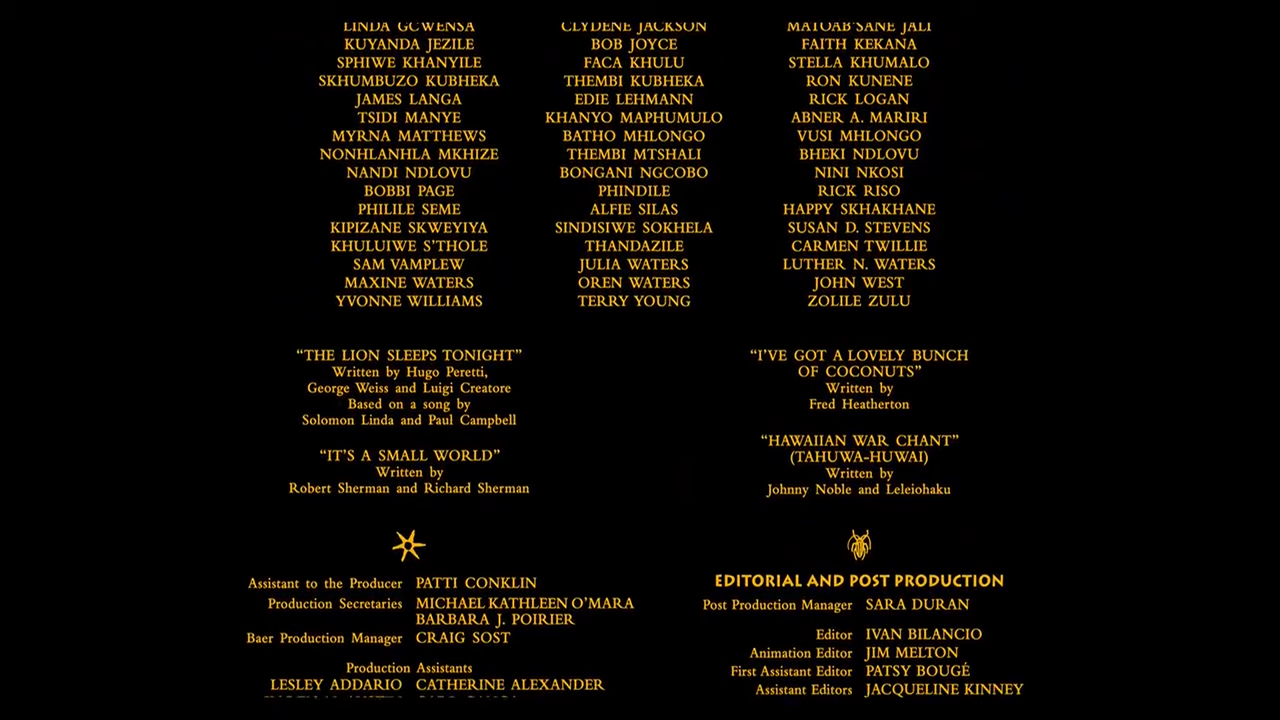 LINDA GCWENSA CLYDENE JACKSON MATOAB'SANE JALI
KUYANDA JEZILE BOB JOYCE FAITH KEKANA
SPHIWE KHANYILE FACA KHULU STELLA KHUMALO
SKHUMBUZO KUBHEKA THEMBI KUBHEKA RON KUNENE
JAMES LANGA EDIE LEHMANN RICK LOGAN
TSIDI MANYE KHANYO MAPHUMULO ABNER A. MARIRI
MYRNA MATTHEWS BATHO MHLONGO VUSI MHLONGO
NONHLANHLA MKHIZE THEMBI MTSHALI BHEKI NDLOVU
NANDI NDLOVU BONGANI NGCOBO NINI NKOSI
BOBBI PAGE PHINDILE RICK RISO
PHILILE SEME ALFIE SILAS HAPPY SKHAKHANE
KIPIZANE SKWEYIYA SINDISIWE SOKHELA SUSAN D. STEVENS
KHULUIWE S'THOLE THANDAZILE CARMEN TWILLIE
SAM VAMPLEW JULIA WATERS LUTHER N. WATERS
MAXINE WATERS OREN WATERS JOHN WEST
YVONNE WILLIAMS TERRY YOUNG ZOLILE ZULU
“THE LION SLEEPS TONIGHT”
Written by Hugo Peretti,
George Weiss and Luigi Creatore
Based on a song by
Solomon Linda and Paul Campbell
“IT'S A SMALL WORLD”
Written by
Robert Sherman and Richard Sherman
“I'VE GOT A LOVELY BUNCH
OF COCONUTS”
Written by
Fred Heatherton
“HAWAIIAN WAR CHANT”
(TAHUWA-HUWAI)
Written by
Johnny Noble and Leleiohaku
Assistant to the Producer PATTI CONKLIN
Production Secretaries MICHAEL KATHLEEN O'MARA
BARBARA J. POIRIER
Baer Production Manager CRAIG SOST
Production Assistants
LESLEY ADDARIO CATHERINE ALEXANDER
EDITORIAL AND POST PRODUCTION
Post Production Manager SARA DURAN
Editor IVAN BILANCIO
Animation Editor JIM MELTON
First Assistant Editor PATSY BOUGÉ
Assistant Editors JACQUELINE KINNEY